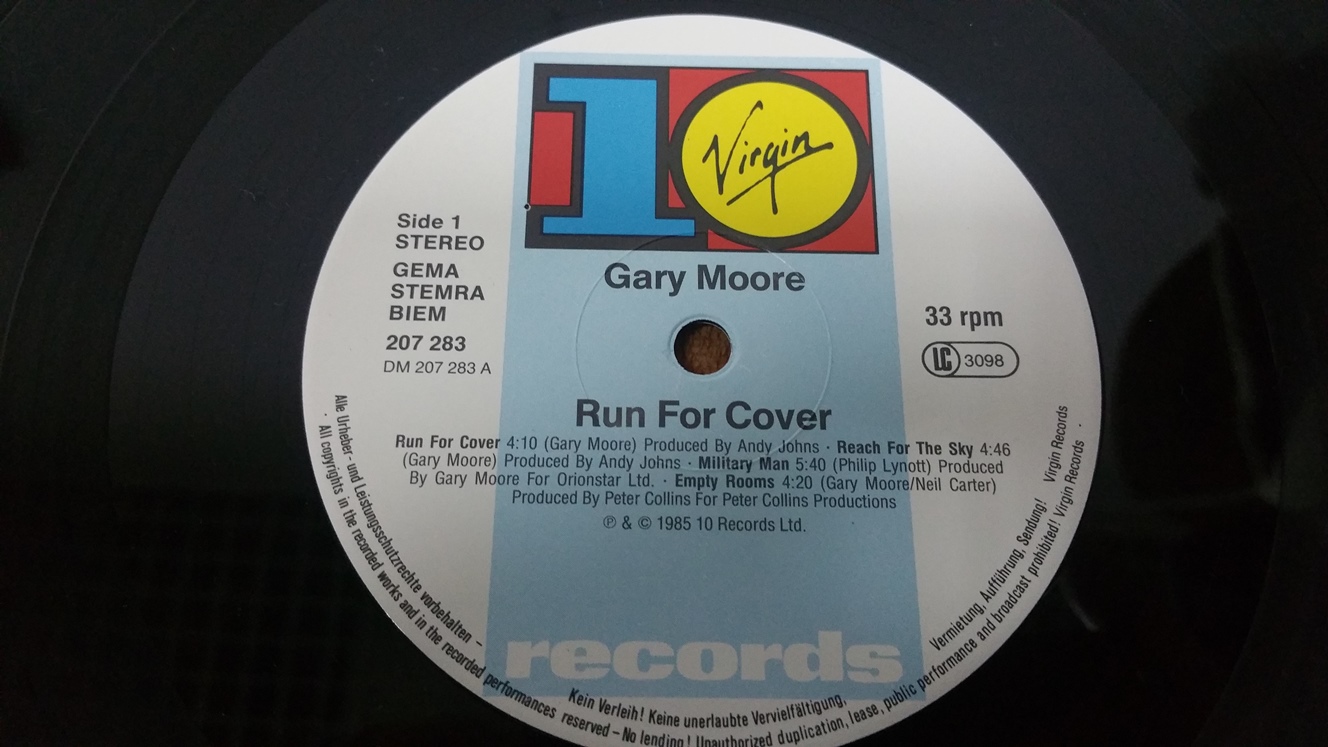 10
Virgin
Side 1
STEREO
GEMA
STEMRA
BIEM
207 283
DM 207 283 A
Gary Moore
33 rpm
LC 3098
Run For Cover
Run For Cover 4:10 (Gary Moore) Produced By Andy Johns · Reach For The Sky 4:46
(Gary Moore) Produced By Andy Johns · Military Man 5:40 (Philip Lynott) Produced
By Gary Moore For Orionstar Ltd. · Empty Rooms 4:20 (Gary Moore/Neil Carter)
Produced By Peter Collins For Peter Collins Productions
℗ & © 1985 10 Records Ltd.
records
Alle Urheber- und Leistungsschutzrechte vorbehalten – Kein Verleih! Keine unerlaubte Vervielfältigung, Vermietung, Aufführung, Sendung! Virgin Records
· All copyrights in the recorded works and in the recorded performances reserved – No lending! Unauthorized duplication, lease, public performance and broadcast prohibited! Virgin Records ·